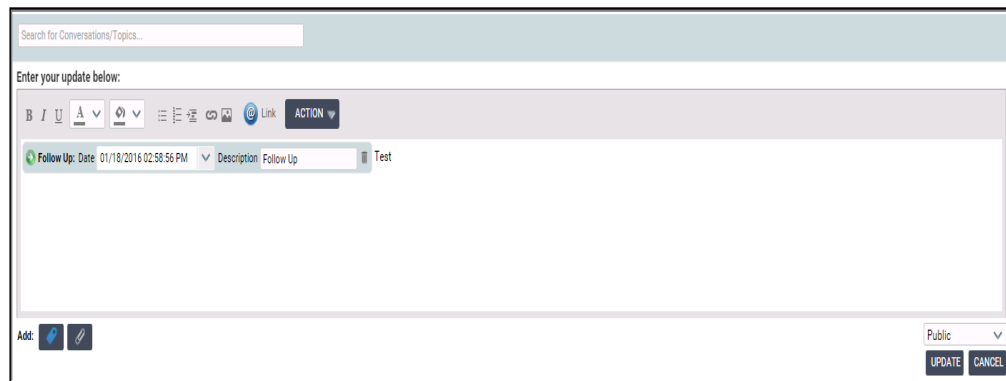 Search for Conversations/Topics...
Enter your update below:
B I U A @ Link ACTION
Follow Up: Date 01/18/2016 02:58:56 PM Description Follow Up Test
Add: Public
UPDATE CANCEL